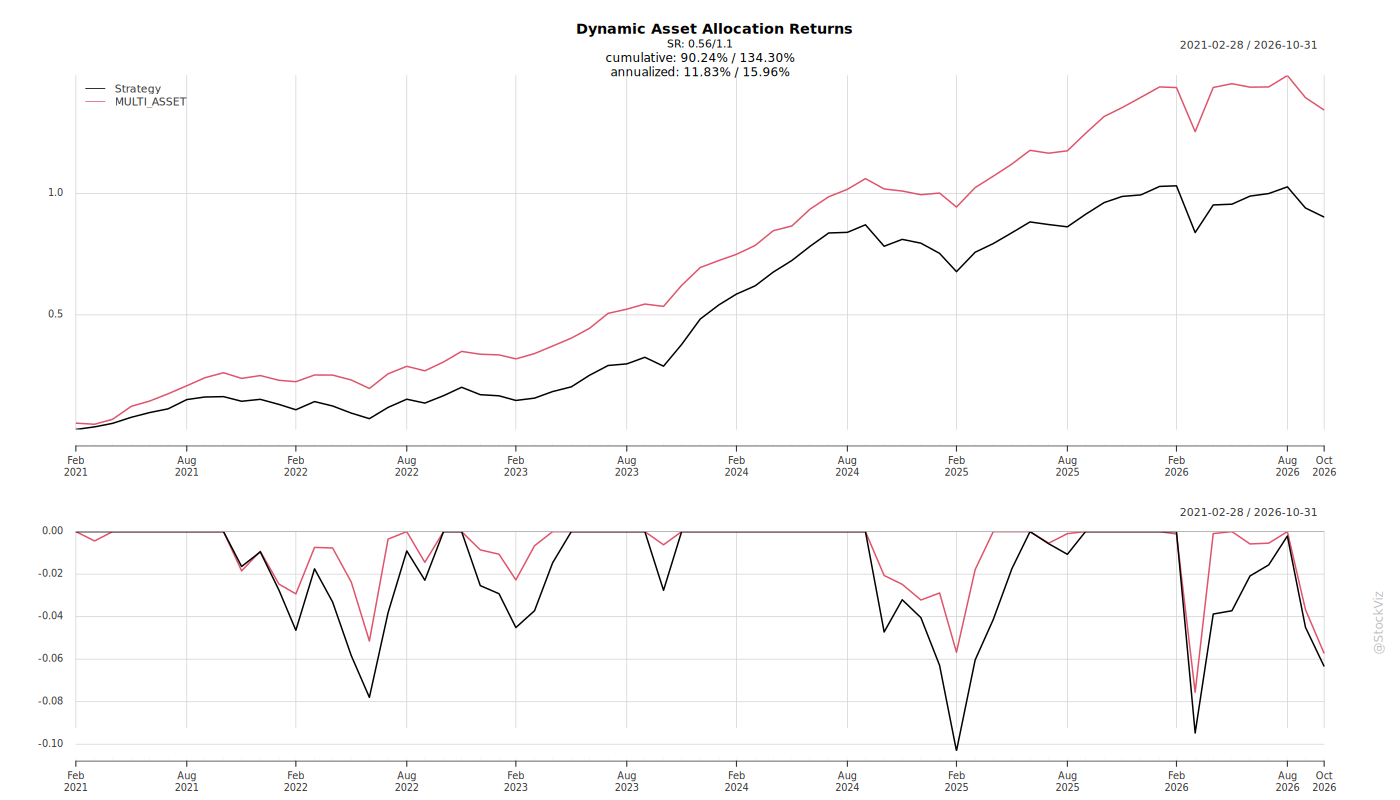 Dynamic Asset Allocation Returns
SR: 0.56/1.1
cumulative: 90.24% / 134.30%
annualized: 11.83% / 15.96%
2021-02-28 / 2026-10-31
Strategy
MULTI_ASSET
1.0
0.5
Feb Aug Feb Aug Feb Aug Feb Aug Feb Aug Feb Aug Oct
2021 2021 2022 2022 2023 2023 2024 2024 2025 2025 2026 2026 2026
2021-02-28 / 2026-10-31
0.00
-0.02
-0.04
-0.06
-0.08
-0.10
Feb Aug Feb Aug Feb Aug Feb Aug Feb Aug Feb Aug Oct
2021 2021 2022 2022 2023 2023 2024 2024 2025 2025 2026 2026 2026
@StockViz